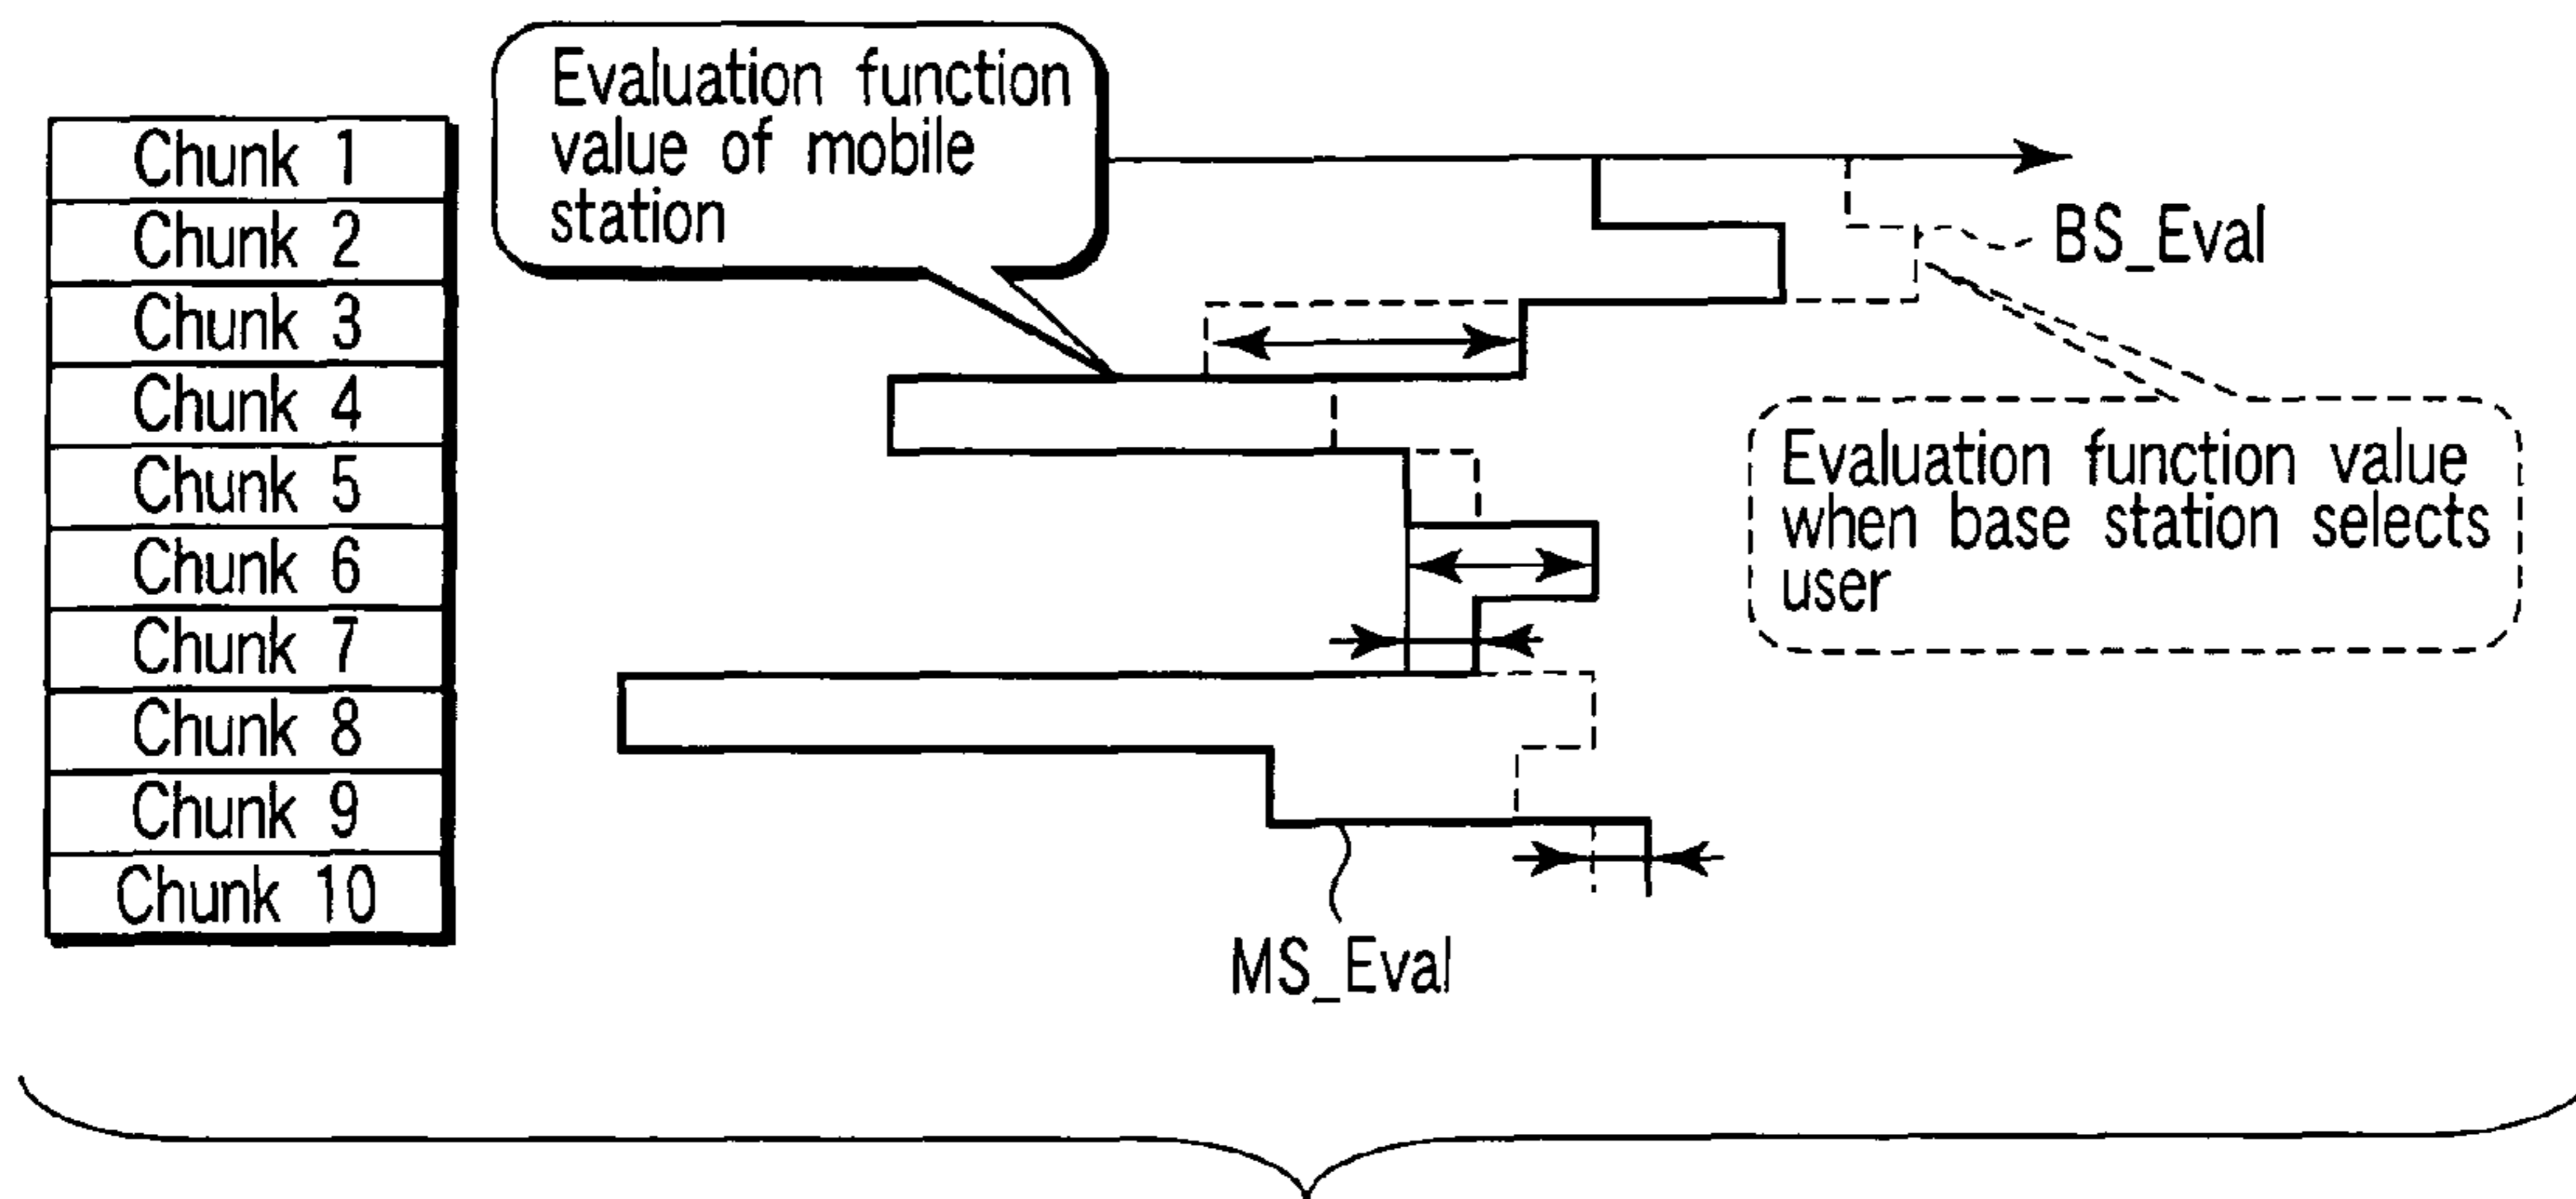 Chunk 1
Chunk 2
Chunk 3
Chunk 4
Chunk 5
Chunk 6
Chunk 7
Chunk 8
Chunk 9
Chunk 10
Evaluation function
value of mobile
station
BS_Eval
Evaluation function value
when base station selects
user
MS_Eval